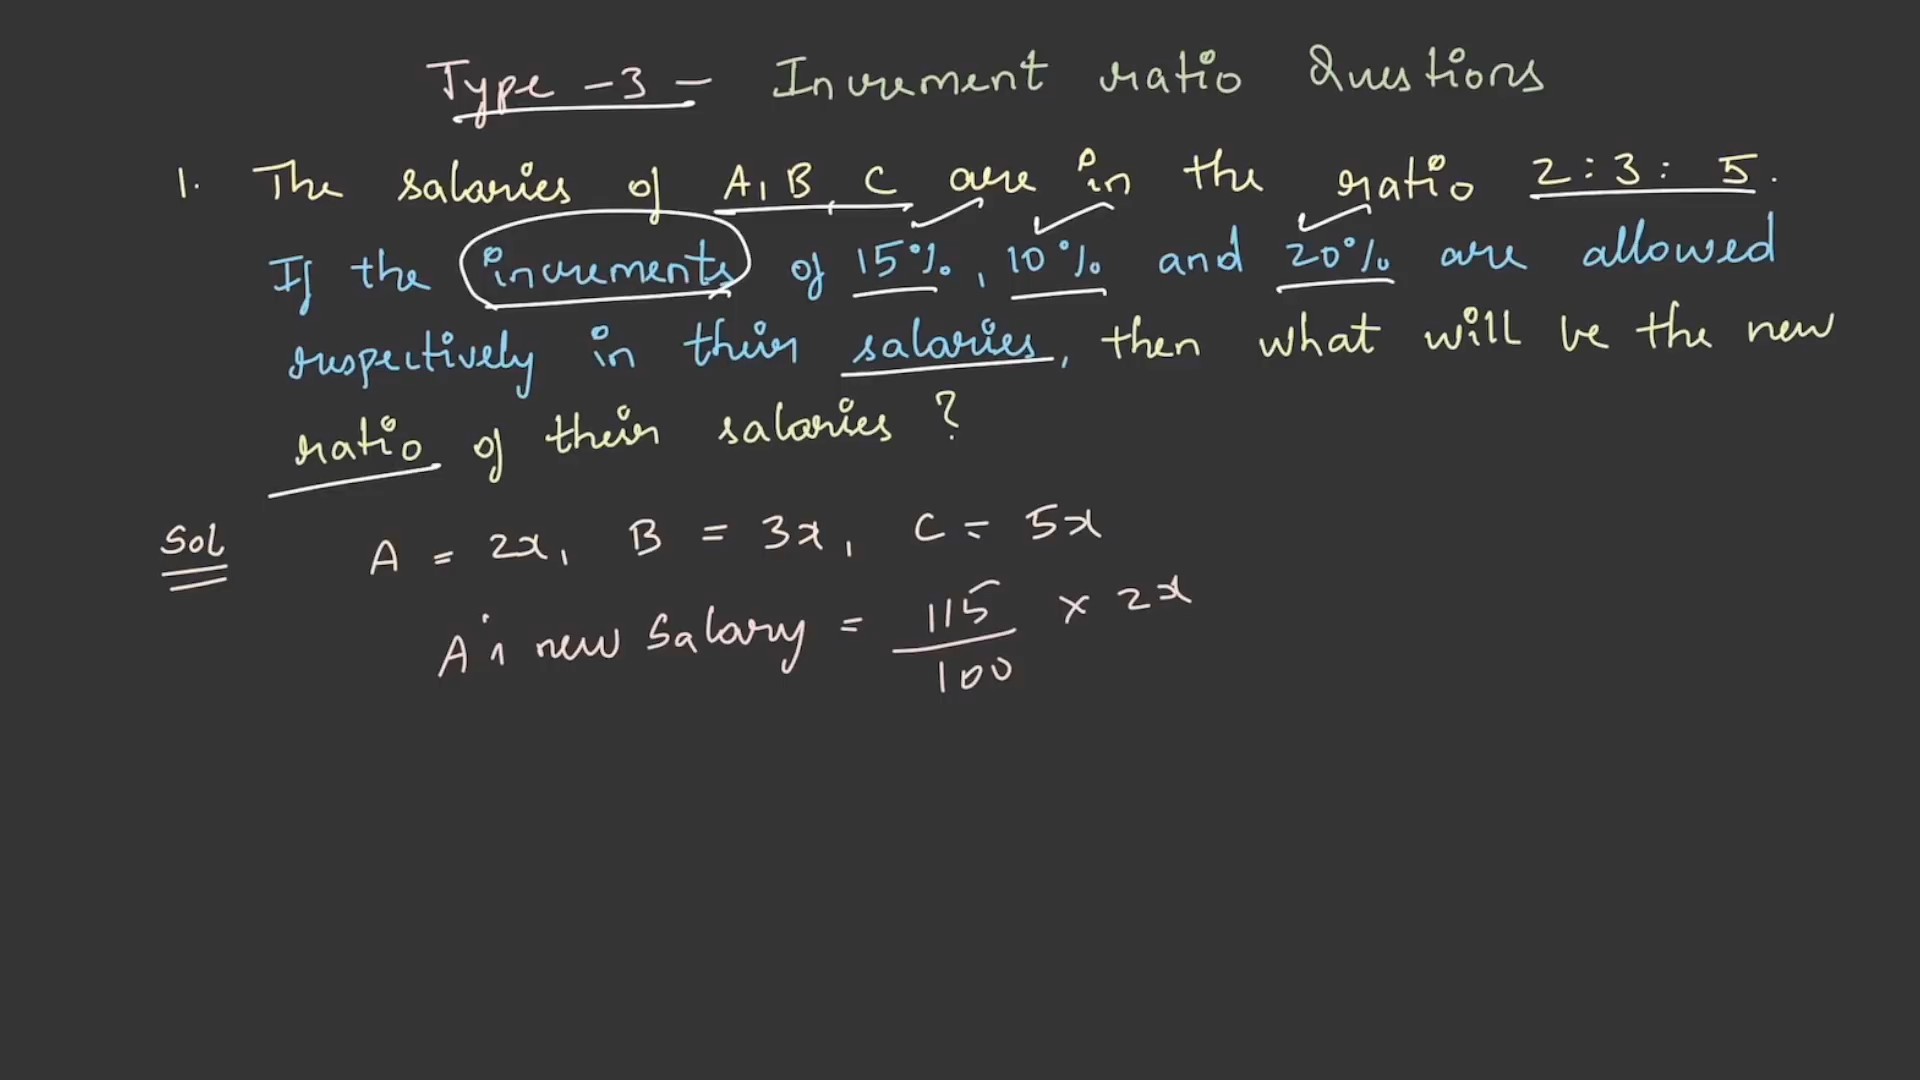 Type - 3 - Increment ratio Questions
1. The salaries of A, B, C are in the ratio 2 : 3 : 5.
If the increments of 15%, 10% and 20% are allowed
respectively in their salaries, then what will be the new
ratio of their salaries ?
Sol A = 2x, B = 3x, C = 5x
A's new Salary = 115/100 × 2x